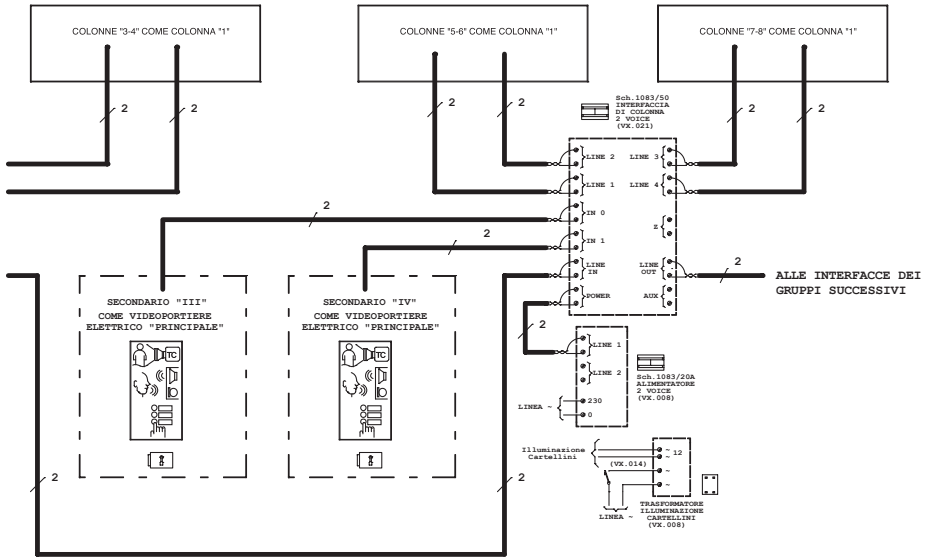 COLONNE "3-4" COME COLONNA "1"
COLONNE "5-6" COME COLONNA "1"
COLONNE "7-8" COME COLONNA "1"
2
2
2
2
2
2
Sch.1083/50
INTERFACCIA
DI COLONNA
2 VOICE
(VX.021)
LINE 2
LINE 3
LINE 1
LINE 4
IN 0
Z
IN 1
LINE
IN
LINE
OUT
POWER
AUX
2
2
2
ALLE INTERFACCE DEI
GRUPPI SUCCESSIVI
SECONDARIO "III"
COME VIDEOPORTIERE
ELETTRICO "PRINCIPALE"
TC
SECONDARIO "IV"
COME VIDEOPORTIERE
ELETTRICO "PRINCIPALE"
TC
2
LINE 1
LINE 2
Sch.1083/20A
ALIMENTATORE
2 VOICE
(VX.008)
LINEA ~
230
0
Illuminazione
Cartellini
(VX.014)
~ 12
~
~
~
LINEA ~
TRASFORMATORE
ILLUMINAZIONE
CARTELLINI
(VX.008)
2
2